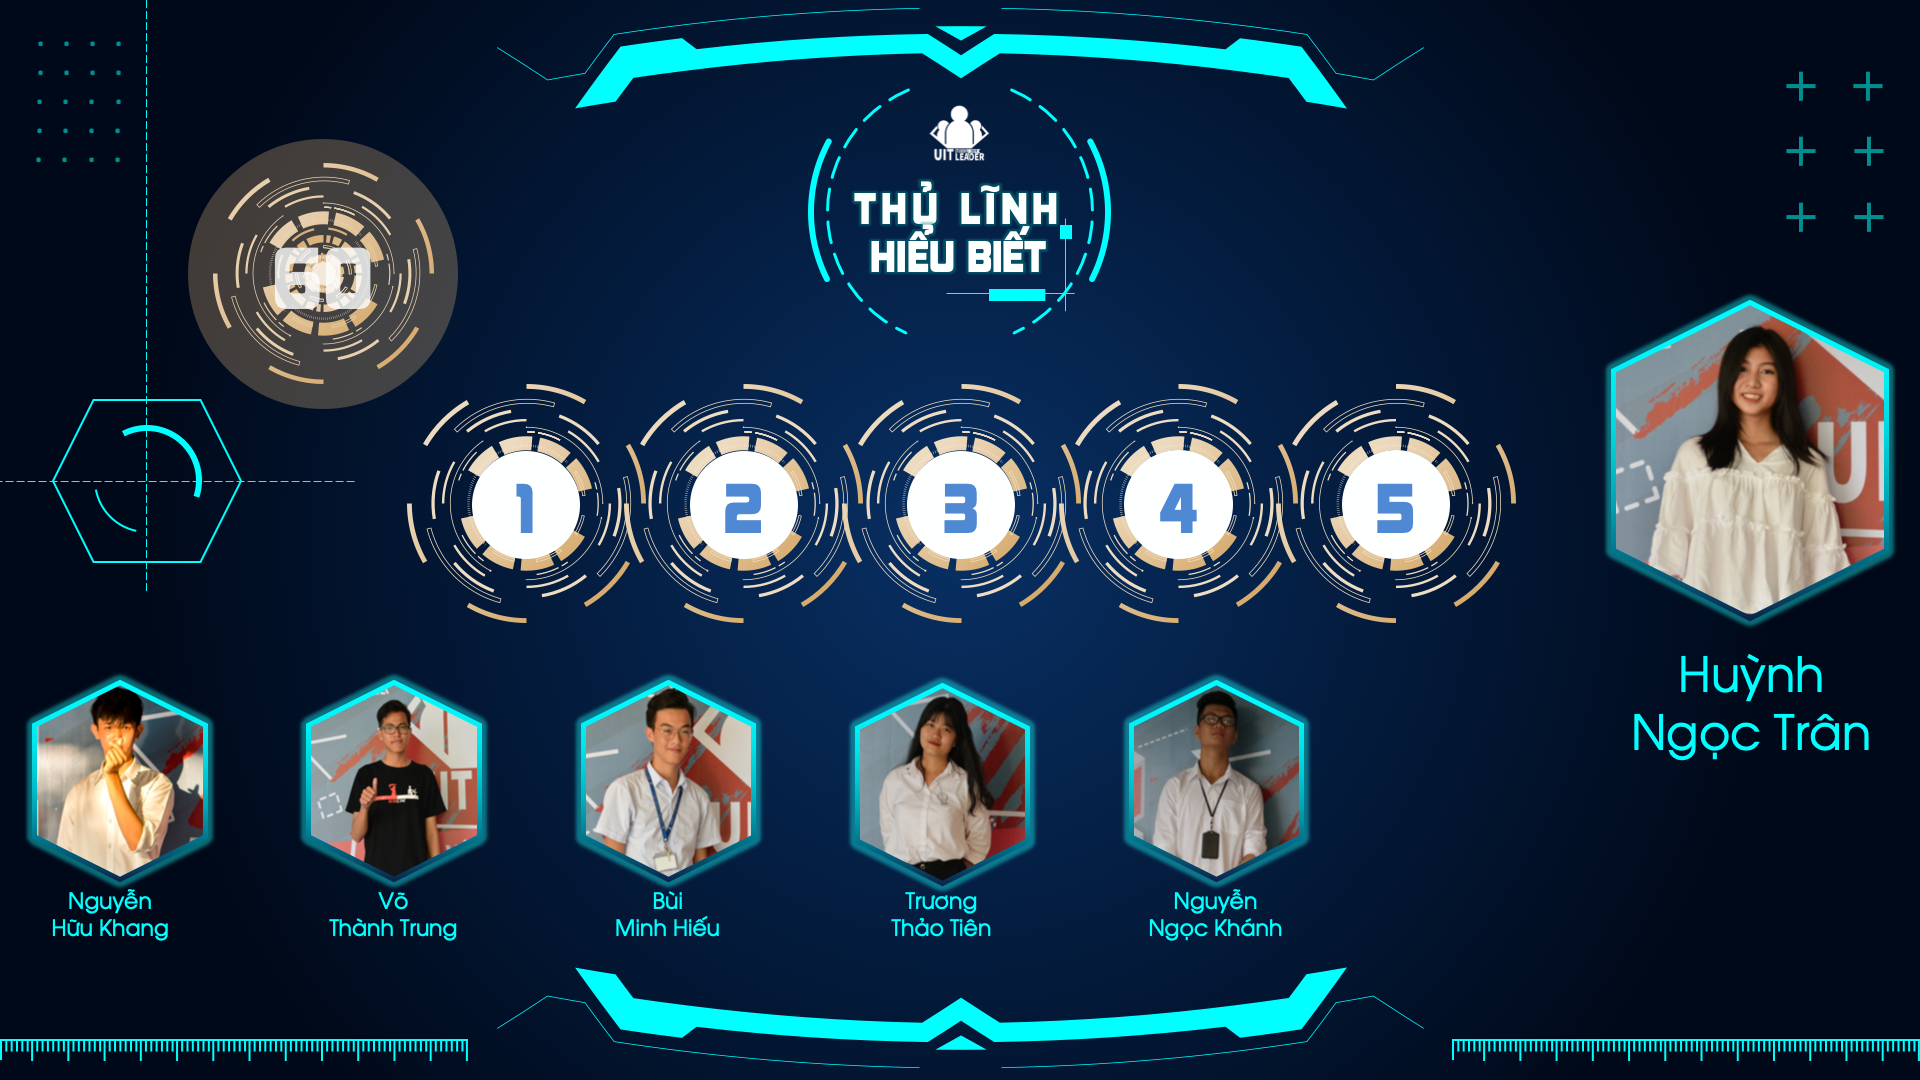 UIT LEADER
THỦ LĨNH
HIỂU BIẾT
50
1 2 3 4 5
Huỳnh
Ngọc Trân
Nguyễn
Hữu Khang
Võ
Thành Trung
Bùi
Minh Hiếu
Trương
Thảo Tiên
Nguyễn
Ngọc Khánh